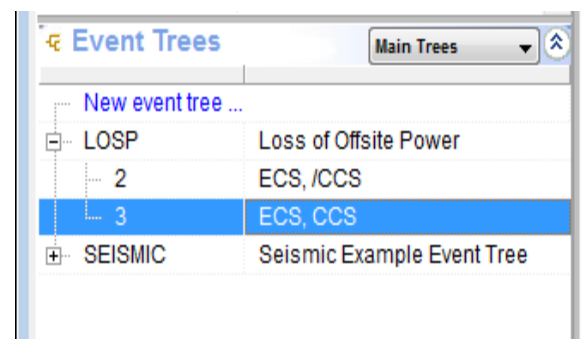 Event Trees Main Trees
New event tree ...
LOSP Loss of Offsite Power
2 ECS, /CCS
3 ECS, CCS
SEISMIC Seismic Example Event Tree